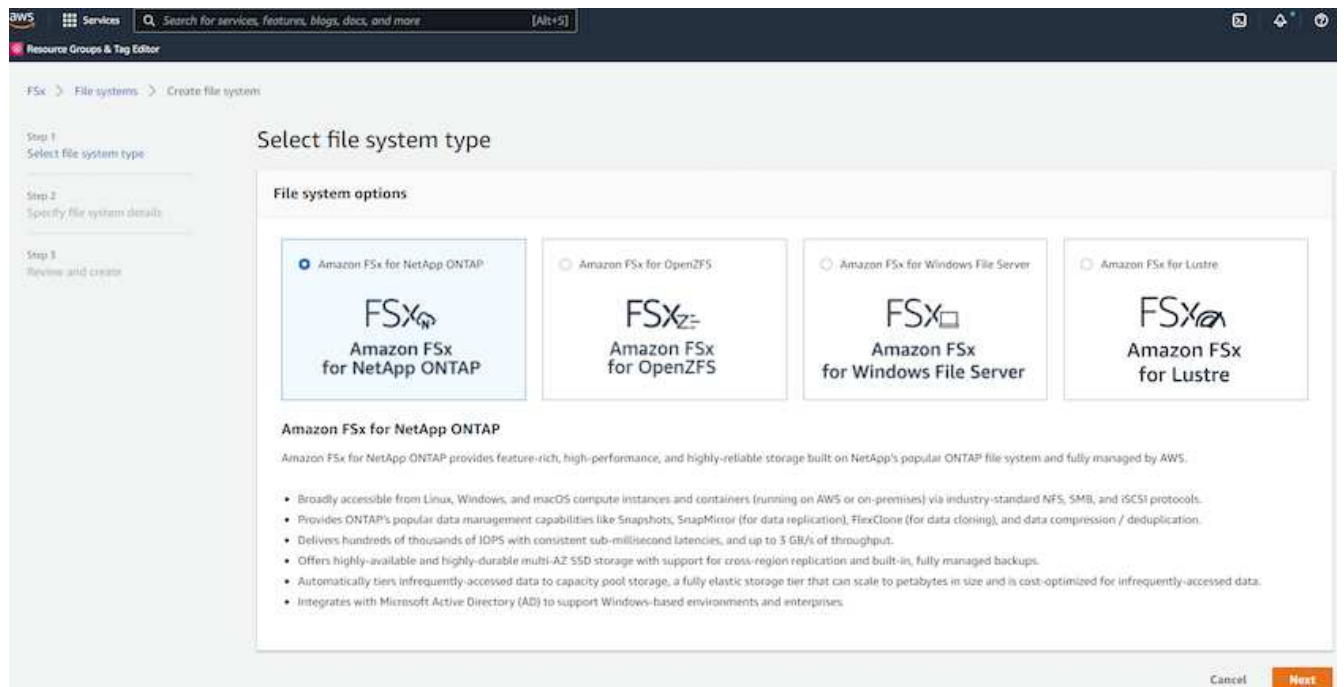 aws Services Search for services, features, blogs, docs, and more [Alt+S]
Resource Groups & Tag Editor
FSx > File systems > Create file system
Step 1
Select file system type
Step 2
Specify file system details
Step 3
Review and create
Select file system type
File system options
Amazon FSx for NetApp ONTAP
FSx N
Amazon FSx
for NetApp ONTAP
Amazon FSx for OpenZFS
FSx Z
Amazon FSx
for OpenZFS
Amazon FSx for Windows File Server
FSx
Amazon FSx
for Windows File Server
Amazon FSx for Lustre
FSx
Amazon FSx
for Lustre
Amazon FSx for NetApp ONTAP
Amazon FSx for NetApp ONTAP provides feature-rich, high-performance, and highly-reliable storage built on NetApp's popular ONTAP file system and fully managed by AWS.
• Broadly accessible from Linux, Windows, and macOS compute instances and containers (running on AWS or on-premises) via industry-standard NFS, SMB, and iSCSI protocols.
• Provides ONTAP's popular data management capabilities like Snapshots, SnapMirror (for data replication), FlexClone (for data cloning), and data compression / deduplication.
• Delivers hundreds of thousands of IOPS with consistent sub-millisecond latencies, and up to 3 GB/s of throughput.
• Offers highly-available and highly-durable multi-AZ SSD storage with support for cross-region replication and built-in, fully managed backups.
• Automatically tiers infrequently-accessed data to capacity pool storage, a fully elastic storage tier that can scale to petabytes in size and is cost-optimized for infrequently-accessed data.
• Integrates with Microsoft Active Directory (AD) to support Windows-based environments and enterprises.
Cancel Next